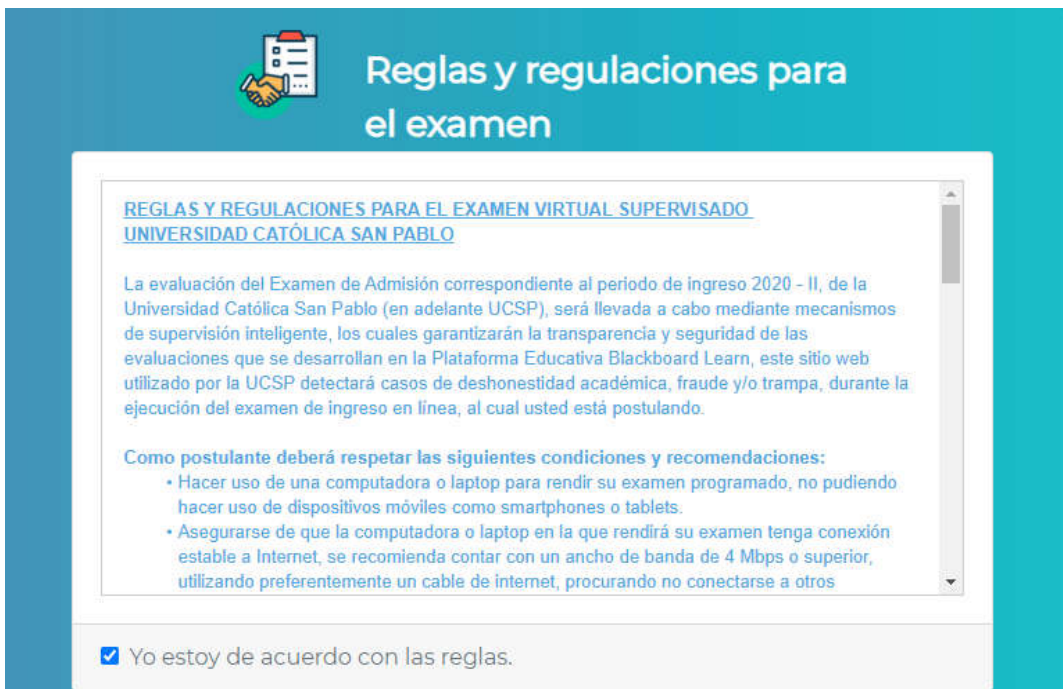 Reglas y regulaciones para
el examen
REGLAS Y REGULACIONES PARA EL EXAMEN VIRTUAL SUPERVISADO
UNIVERSIDAD CATÓLICA SAN PABLO
La evaluación del Examen de Admisión correspondiente al periodo de ingreso 2020 - II, de la
Universidad Católica San Pablo (en adelante UCSP), será llevada a cabo mediante mecanismos
de supervisión inteligente, los cuales garantizarán la transparencia y seguridad de las
evaluaciones que se desarrollan en la Plataforma Educativa Blackboard Learn, este sitio web
utilizado por la UCSP detectará casos de deshonestidad académica, fraude y/o trampa, durante la
ejecución del examen de ingreso en línea, al cual usted está postulando.
Como postulante deberá respetar las siguientes condiciones y recomendaciones:
• Hacer uso de una computadora o laptop para rendir su examen programado, no pudiendo
hacer uso de dispositivos móviles como smartphones o tablets.
• Asegurarse de que la computadora o laptop en la que rendirá su examen tenga conexión
estable a Internet, se recomienda contar con un ancho de banda de 4 Mbps o superior,
utilizando preferentemente un cable de internet, procurando no conectarse a otros
Yo estoy de acuerdo con las reglas.